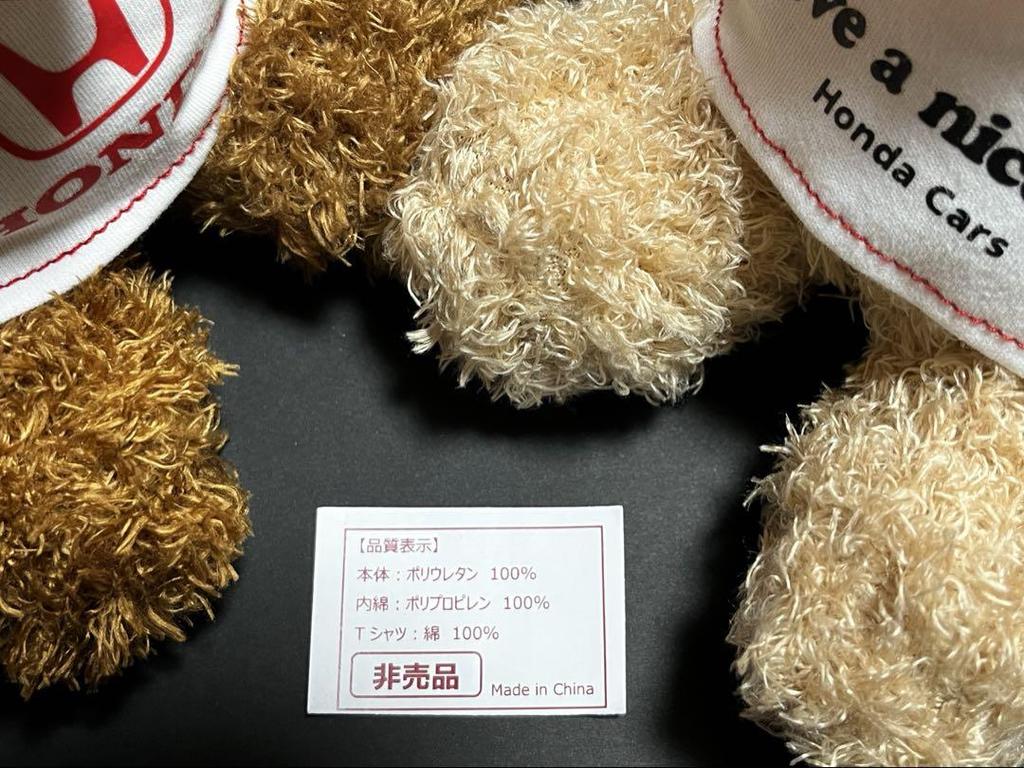 HONDA
ve a nice
Honda Cars
【品質表示】
本体：ポリウレタン 100%
内綿：ポリプロピレン 100%
Tシャツ：綿 100%
非売品
Made in China